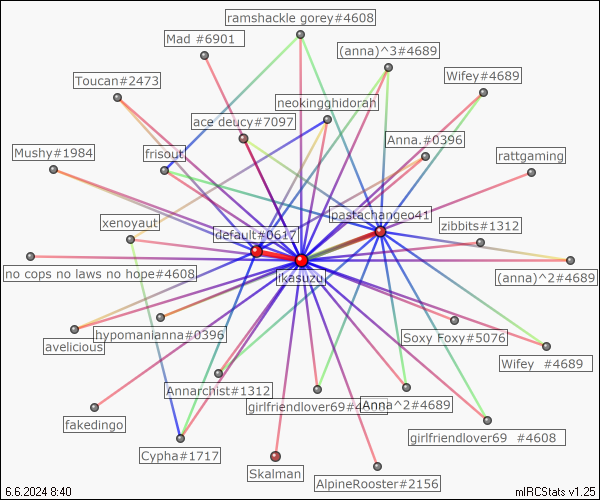 ramshackle gorey#4608
Mad #6901
(anna)^3#4689
Toucan#2473
Wifey#4689
neokingghidorah
ace deucy#7097
Anna.#0396
Mushy#1984
frisout
rattgaming
pastachangeo41
xenoyaut
default#0617
zibbits#1312
no cops no laws no hope#4608
ikasuzu
(anna)^2#4689
avelicious
hypomanianna#0396
Soxy Foxy#5076
Wifey #4689
Annarchist#1312
girlfriendlover69#4
Anna^2#4689
fakedingo
girlfriendlover69 #4608
Cypha#1717
Skalman
AlpineRooster#2156
6.6.2024 8:40
mIRCStats v1.25